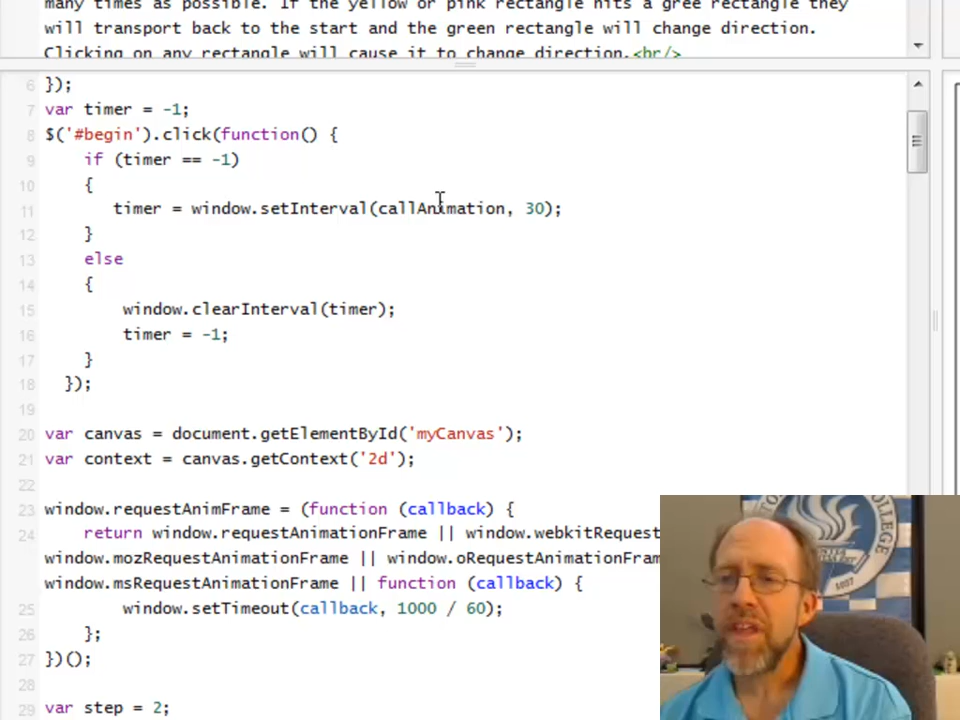 many times as possible. If the yellow or pink rectangle hits a gree rectangle they
will transport back to the start and the green rectangle will change direction.
Clicking on any rectangle will cause it to change direction.<br/>
6 });
7 var timer = -1;
8 $('#begin').click(function() {
9 if (timer == -1)
10 {
11 timer = window.setInterval(callAnimation, 30);
12 }
13 else
14 {
15 window.clearInterval(timer);
16 timer = -1;
17 }
18 });
19
20 var canvas = document.getElementById('myCanvas');
21 var context = canvas.getContext('2d');
22
23 window.requestAnimFrame = (function (callback) {
24 return window.requestAnimationFrame || window.webkitRequest
window.mozRequestAnimationFrame || window.oRequestAnimationFram
window.msRequestAnimationFrame || function (callback) {
25 window.setTimeout(callback, 1000 / 60);
26 };
27 })();
28
29 var step = 2;